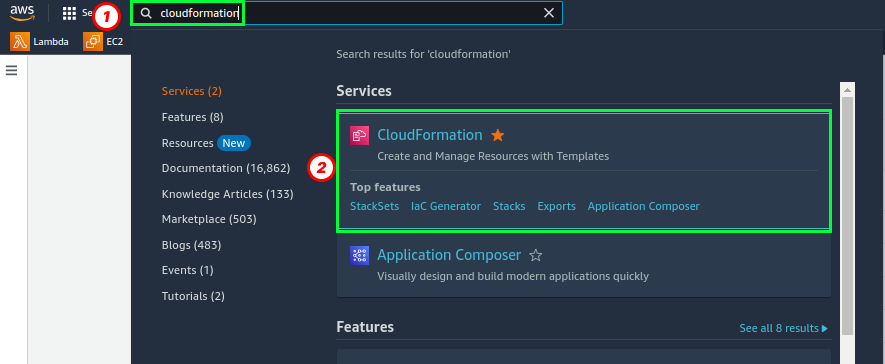 aws
Se
1
cloudformation
Lambda
EC2
Search results for 'cloudformation'
Services (2)
Features (8)
Resources New
Documentation (16,862)
Knowledge Articles (133)
Marketplace (503)
Blogs (483)
Events (1)
Tutorials (2)
Services
2
CloudFormation
Create and Manage Resources with Templates
Top features
StackSets IaC Generator Stacks Exports Application Composer
Application Composer
Visually design and build modern applications quickly
Features
See all 8 results